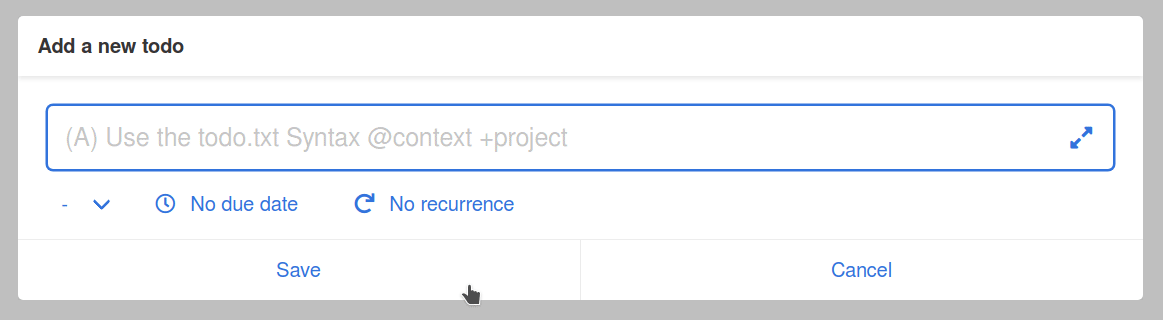 Add a new todo
(A) Use the todo.txt Syntax @context +project
- No due date No recurrence
Save Cancel